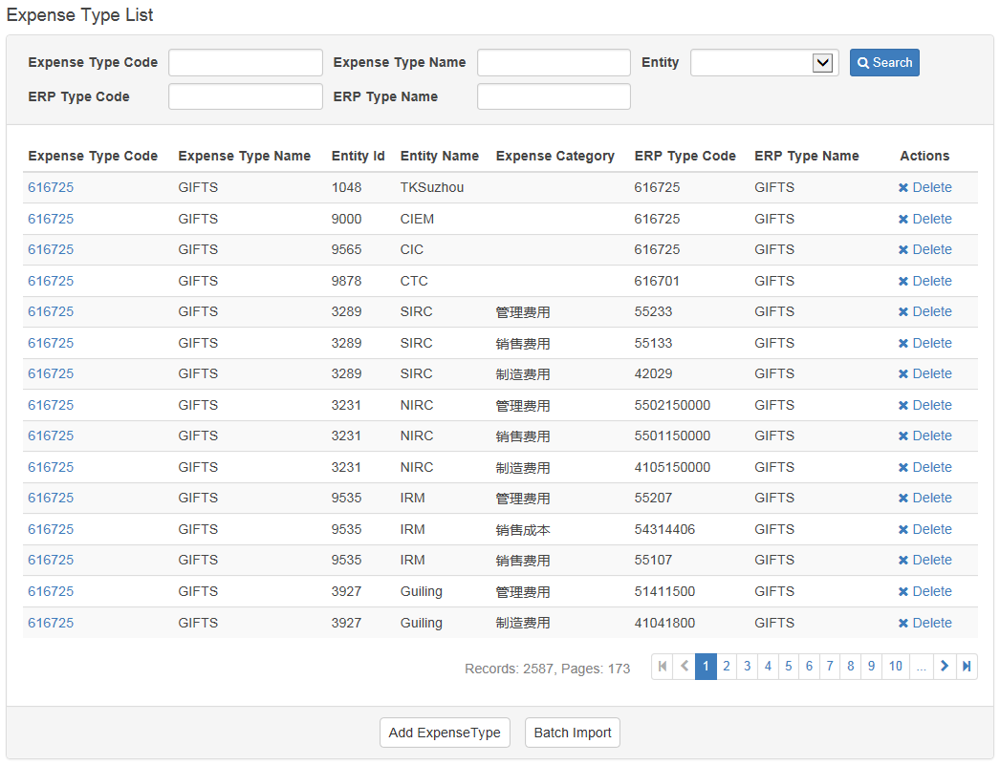 Expense Type List
Expense Type Code Expense Type Name Entity Search
ERP Type Code ERP Type Name
Expense Type Code Expense Type Name Entity Id Entity Name Expense Category ERP Type Code ERP Type Name Actions
616725 GIFTS 1048 TKSuzhou 616725 GIFTS Delete
616725 GIFTS 9000 CIEM 616725 GIFTS Delete
616725 GIFTS 9565 CIC 616725 GIFTS Delete
616725 GIFTS 9878 CTC 616701 GIFTS Delete
616725 GIFTS 3289 SIRC 管理费用 55233 GIFTS Delete
616725 GIFTS 3289 SIRC 销售费用 55133 GIFTS Delete
616725 GIFTS 3289 SIRC 制造费用 42029 GIFTS Delete
616725 GIFTS 3231 NIRC 管理费用 5502150000 GIFTS Delete
616725 GIFTS 3231 NIRC 销售费用 5501150000 GIFTS Delete
616725 GIFTS 3231 NIRC 制造费用 4105150000 GIFTS Delete
616725 GIFTS 9535 IRM 管理费用 55207 GIFTS Delete
616725 GIFTS 9535 IRM 销售成本 54314406 GIFTS Delete
616725 GIFTS 9535 IRM 销售费用 55107 GIFTS Delete
616725 GIFTS 3927 Guiling 管理费用 51411500 GIFTS Delete
616725 GIFTS 3927 Guiling 制造费用 41041800 GIFTS Delete
Records: 2587, Pages: 173 1 2 3 4 5 6 7 8 9 10 ...
Add ExpenseType Batch Import